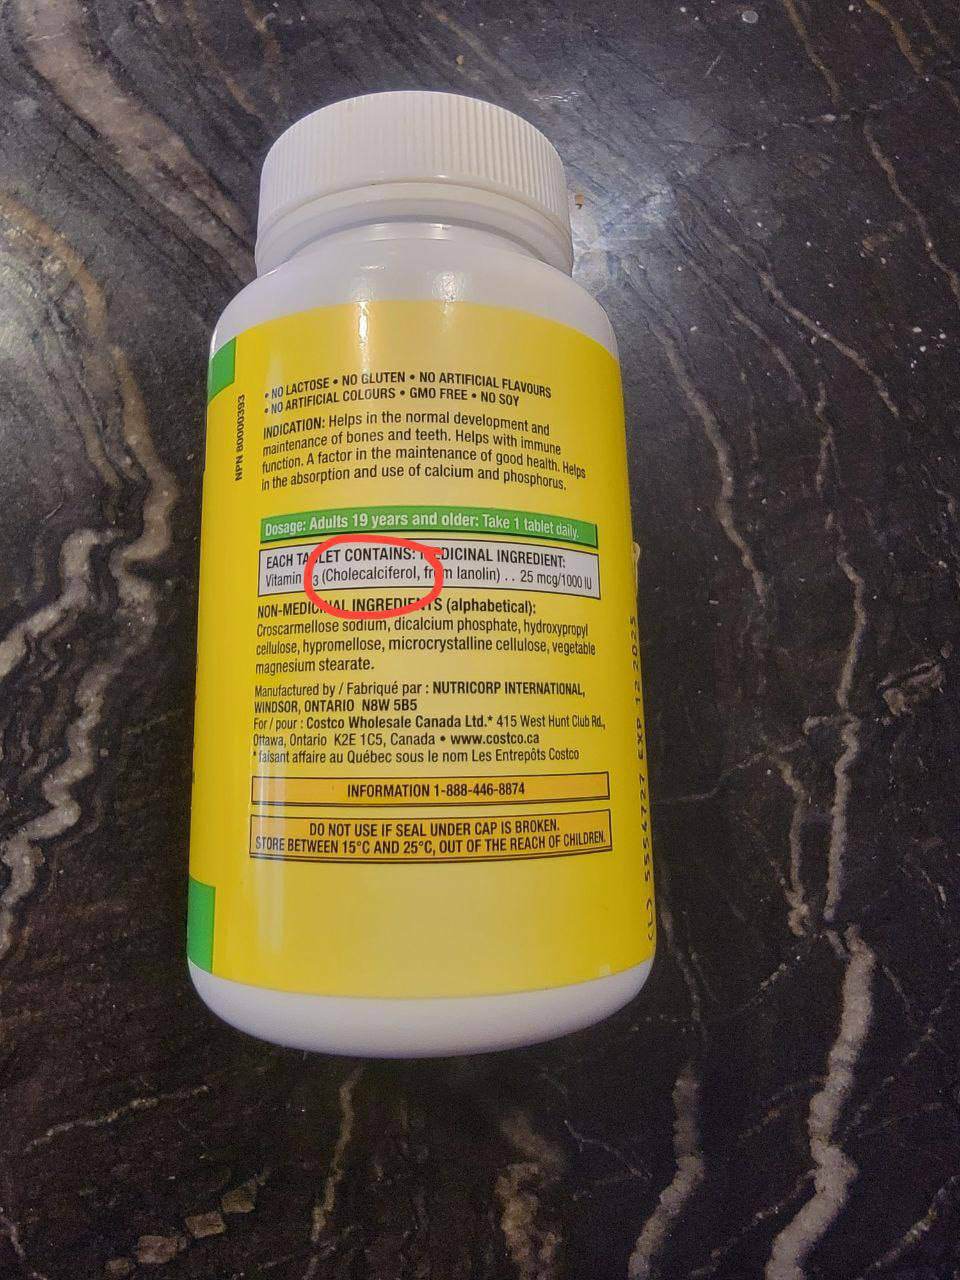 • NO LACTOSE • NO GLUTEN • NO ARTIFICIAL FLAVOURS
• NO ARTIFICIAL COLOURS • GMO FREE • NO SOY
NPN 80000393
INDICATION: Helps in the normal development and
maintenance of bones and teeth. Helps with immune
function. A factor in the maintenance of good health. Helps
in the absorption and use of calcium and phosphorus.
Dosage: Adults 19 years and older: Take 1 tablet daily.
EACH TABLET CONTAINS: MEDICINAL INGREDIENT:
Vitamin D3 (Cholecalciferol, from lanolin) . . 25 mcg/1000 IU
NON-MEDICINAL INGREDIENTS (alphabetical):
Croscarmellose sodium, dicalcium phosphate, hydroxypropyl
cellulose, hypromellose, microcrystalline cellulose, vegetable
magnesium stearate.
Manufactured by / Fabriqué par : NUTRICORP INTERNATIONAL,
WINDSOR, ONTARIO N8W 5B5
For / pour : Costco Wholesale Canada Ltd.* 415 West Hunt Club Rd.,
Ottawa, Ontario K2E 1C5, Canada • www.costco.ca
*faisant affaire au Québec sous le nom Les Entrepôts Costco
INFORMATION 1-888-446-8874
DO NOT USE IF SEAL UNDER CAP IS BROKEN.
STORE BETWEEN 15°C AND 25°C, OUT OF THE REACH OF CHILDREN.
(L) 5554727 EXP 12 2025